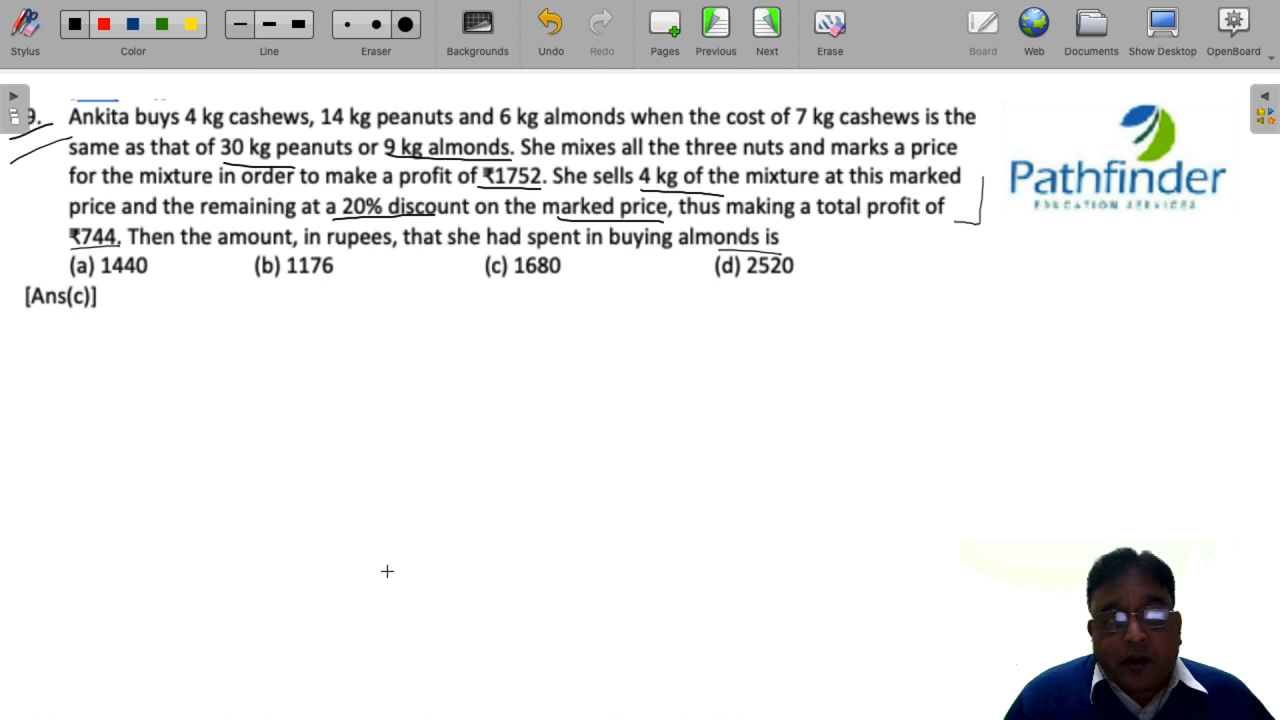 Stylus
Color
Line
Eraser
Backgrounds
Undo
Redo
Pages
Previous
Next
Erase
Board
Web
Documents
Show Desktop
OpenBoard
9. Ankita buys 4 kg cashews, 14 kg peanuts and 6 kg almonds when the cost of 7 kg cashews is the
same as that of 30 kg peanuts or 9 kg almonds. She mixes all the three nuts and marks a price
for the mixture in order to make a profit of ₹1752. She sells 4 kg of the mixture at this marked
price and the remaining at a 20% discount on the marked price, thus making a total profit of
₹744. Then the amount, in rupees, that she had spent in buying almonds is
(a) 1440 (b) 1176 (c) 1680 (d) 2520
[Ans(c)]
Pathfinder
EDUCATION SERVICES